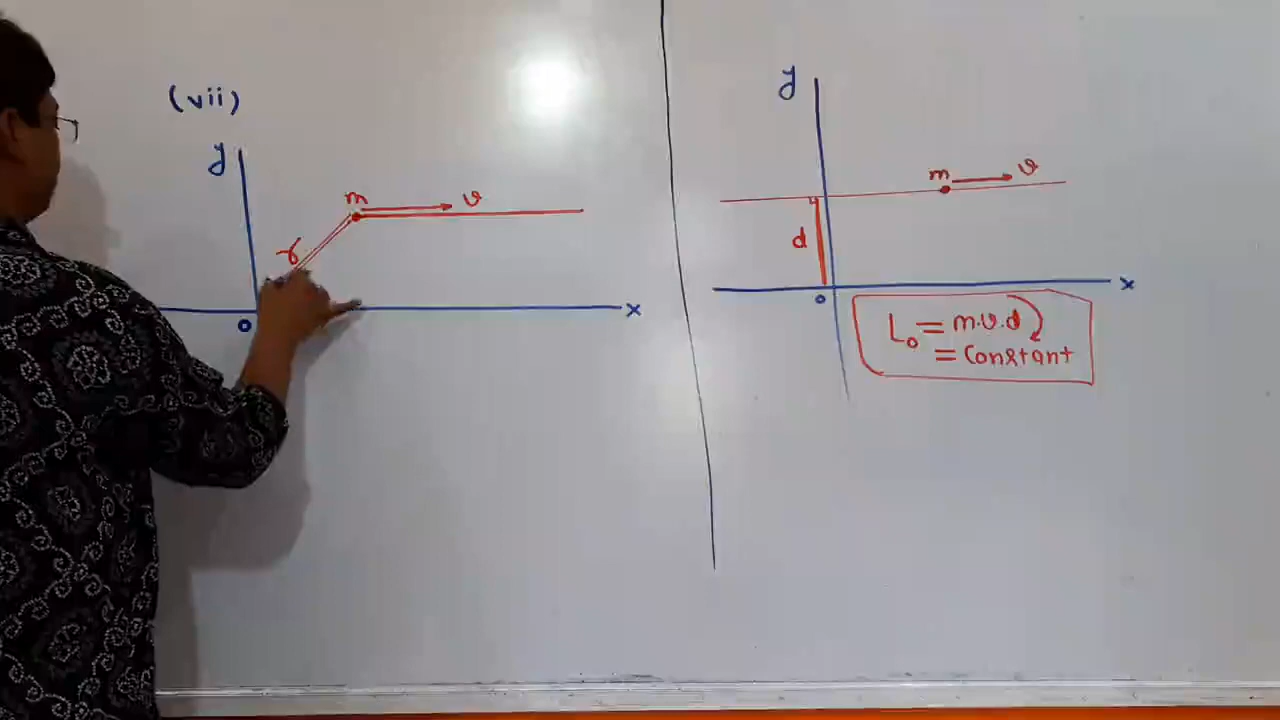 (vii)
y
m
v
r
o
x
y
m
v
d
o
x
L₀ = m.v.d
= Constant